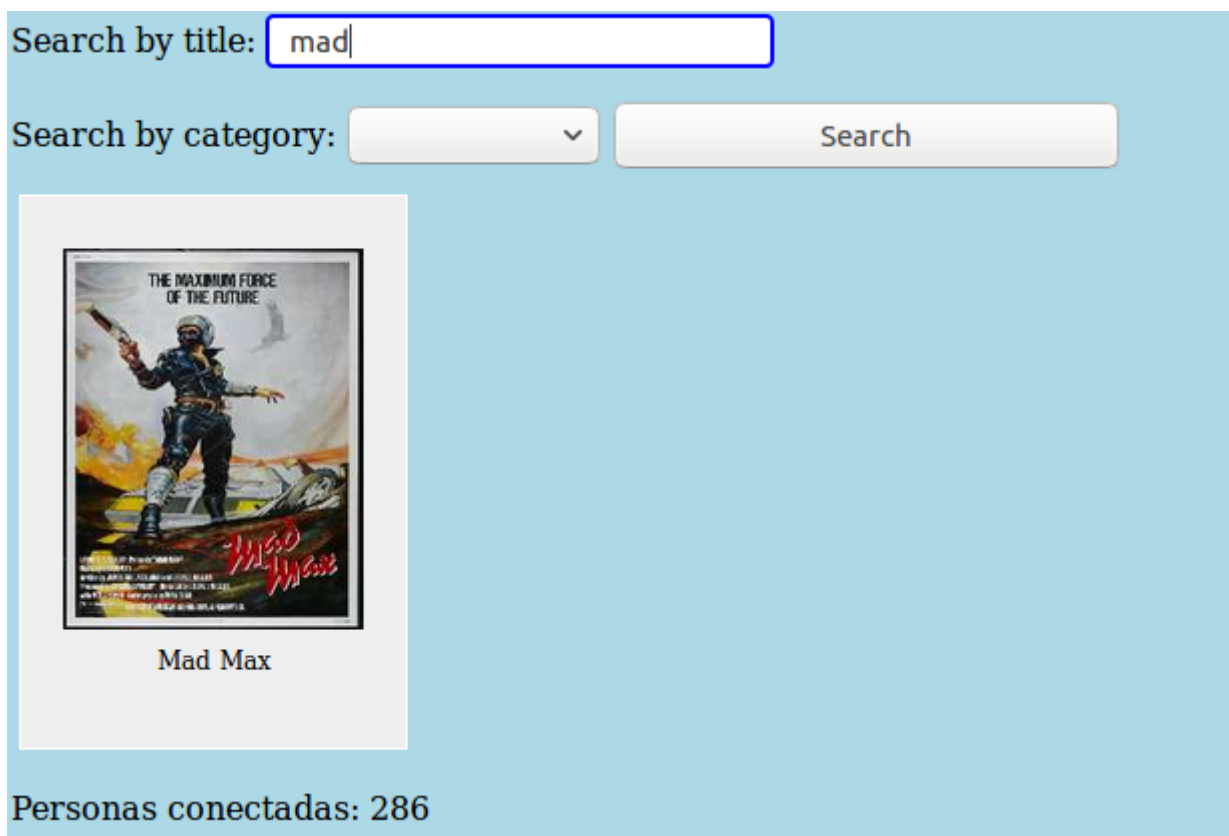 Search by title: mad
Search by category: Search
THE MAXIMUM FORCE
OF THE FUTURE
Mad
Max
Mad Max
Personas conectadas: 286